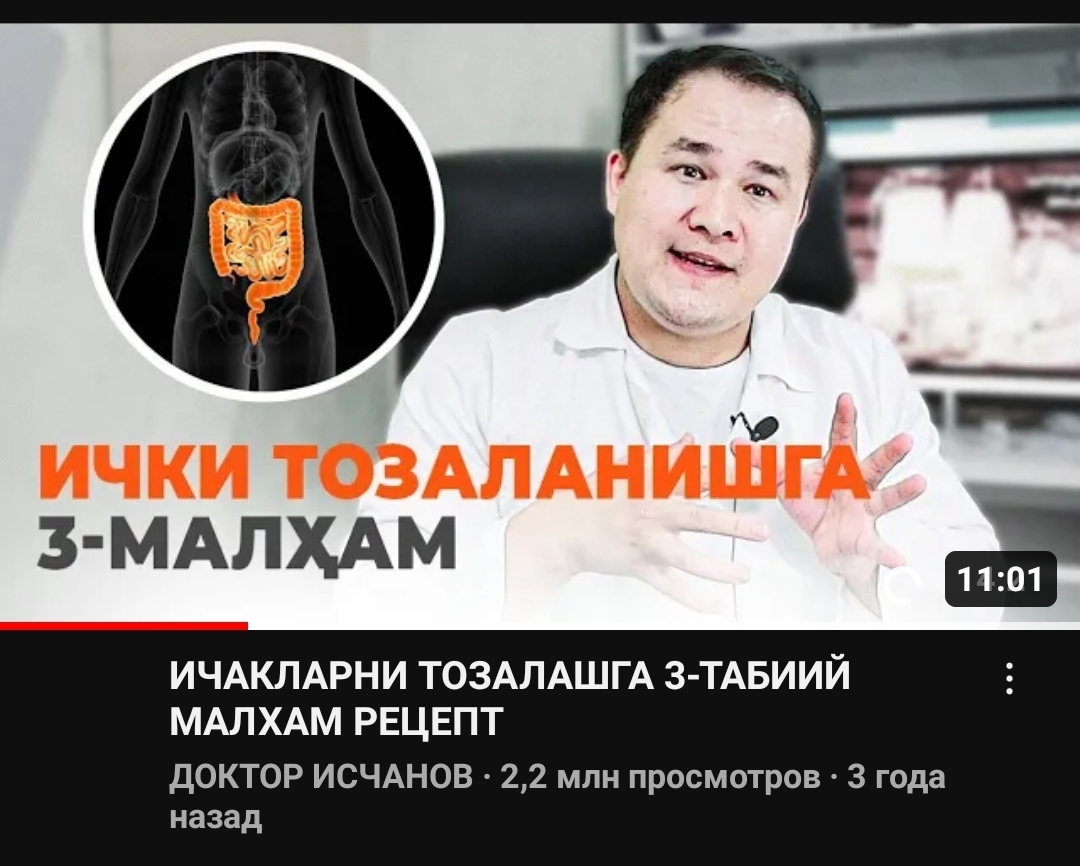 ИЧКИ ТОЗАЛАНИШГА
3-МАЛҲАМ
11:01
ИЧАКЛАРНИ ТОЗАЛАШГА 3-ТАБИИЙ
МАЛХАМ РЕЦЕПТ
ДОКТОР ИСЧАНОВ · 2,2 млн просмотров · 3 года
назад